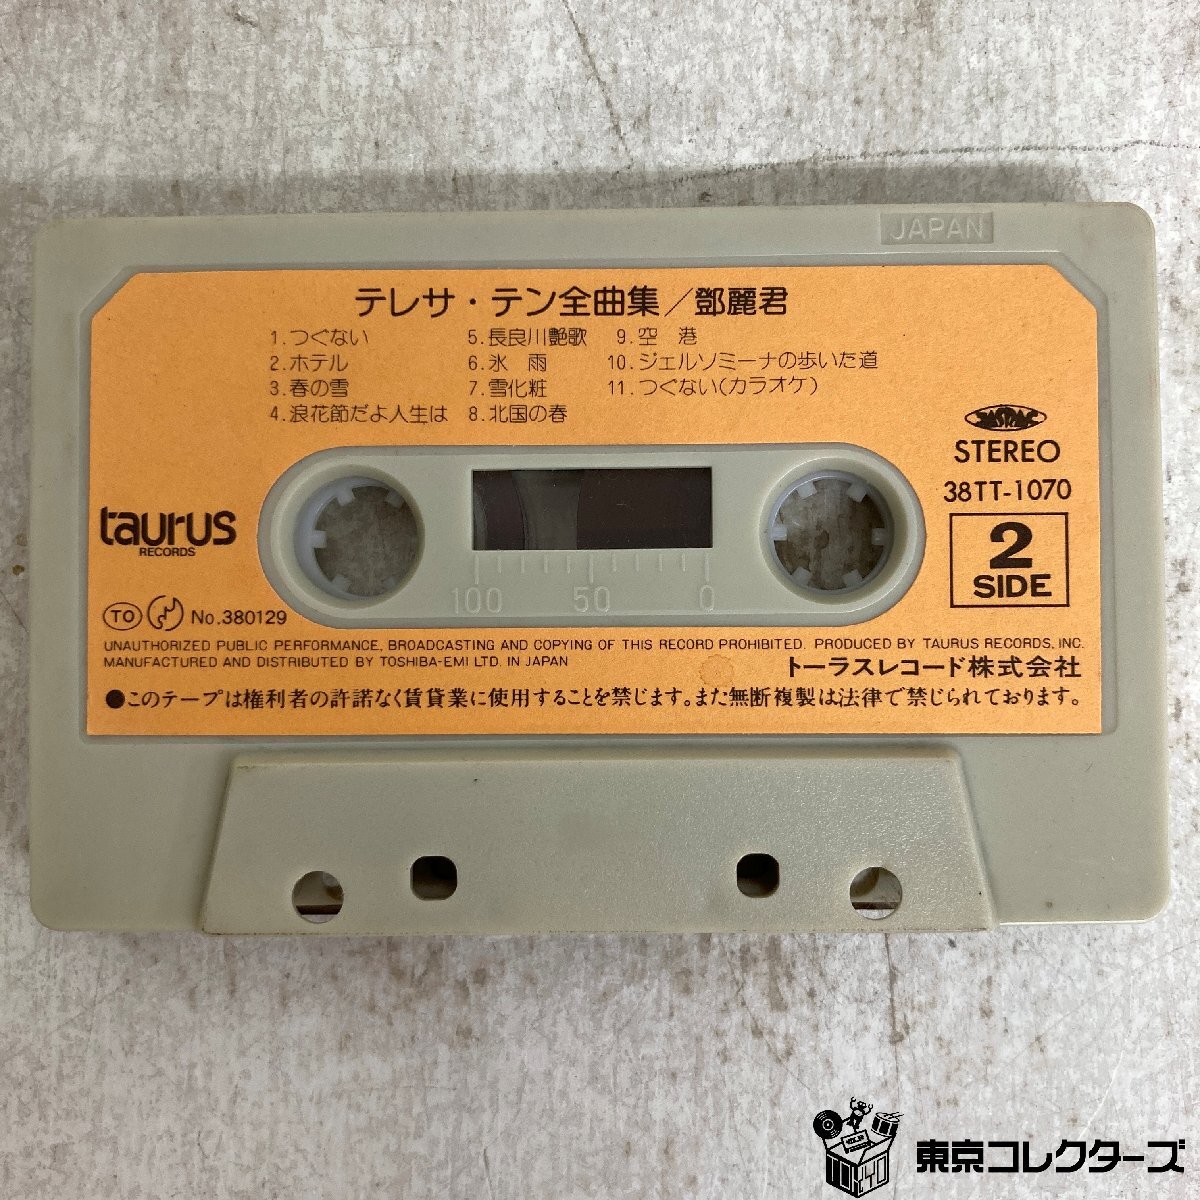 JAPAN
テレサ・テン全曲集/鄧麗君
1.つぐない
2.ホテル
3.春の雪
4.浪花節だよ人生は
5.長良川艶歌
6.氷 雨
7.雪化粧
8.北国の春
9.空 港
10.ジェルソミーナの歩いた道
11.つぐない(カラオケ)
STEREO
38TT-1070
2
SIDE
taurus
RECORDS
TO No.380129
100 50 0
UNAUTHORIZED PUBLIC PERFORMANCE, BROADCASTING AND COPYING OF THIS RECORD PROHIBITED. PRODUCED BY TAURUS RECORDS, INC.
MANUFACTURED AND DISTRIBUTED BY TOSHIBA-EMI LTD. IN JAPAN
トーラスレコード株式会社
●このテープは権利者の許諾なく賃貸業に使用することを禁じます。また無断複製は法律で禁じられております。
東京コレクターズ